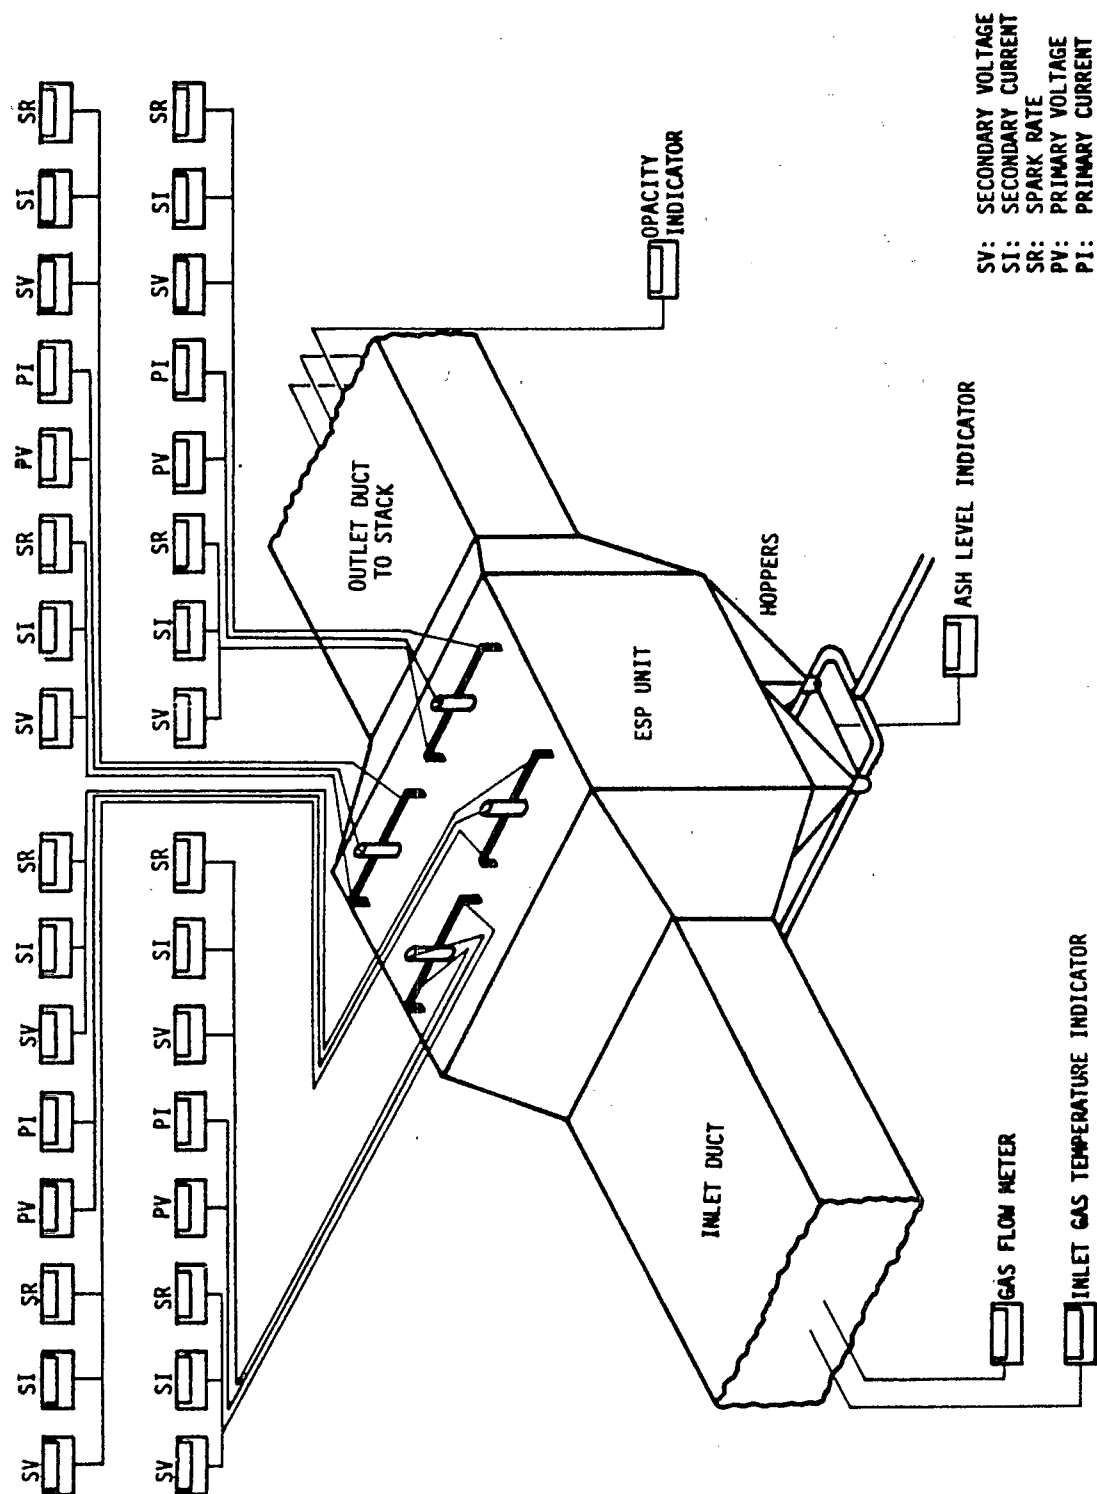 SV SI SR PV PI SV SI SR SV SI SR PV PI SV SI SR
SV SI SR PV PI SV SI SR SV SI SR PV PI SV SI SR
OUTLET DUCT
TO STACK
OPACITY
INDICATOR
ESP UNIT
INLET DUCT
HOPPERS
ASH LEVEL INDICATOR
GAS FLOW METER
INLET GAS TEMPERATURE INDICATOR
SV: SECONDARY VOLTAGE
SI: SECONDARY CURRENT
SR: SPARK RATE
PV: PRIMARY VOLTAGE
PI: PRIMARY CURRENT